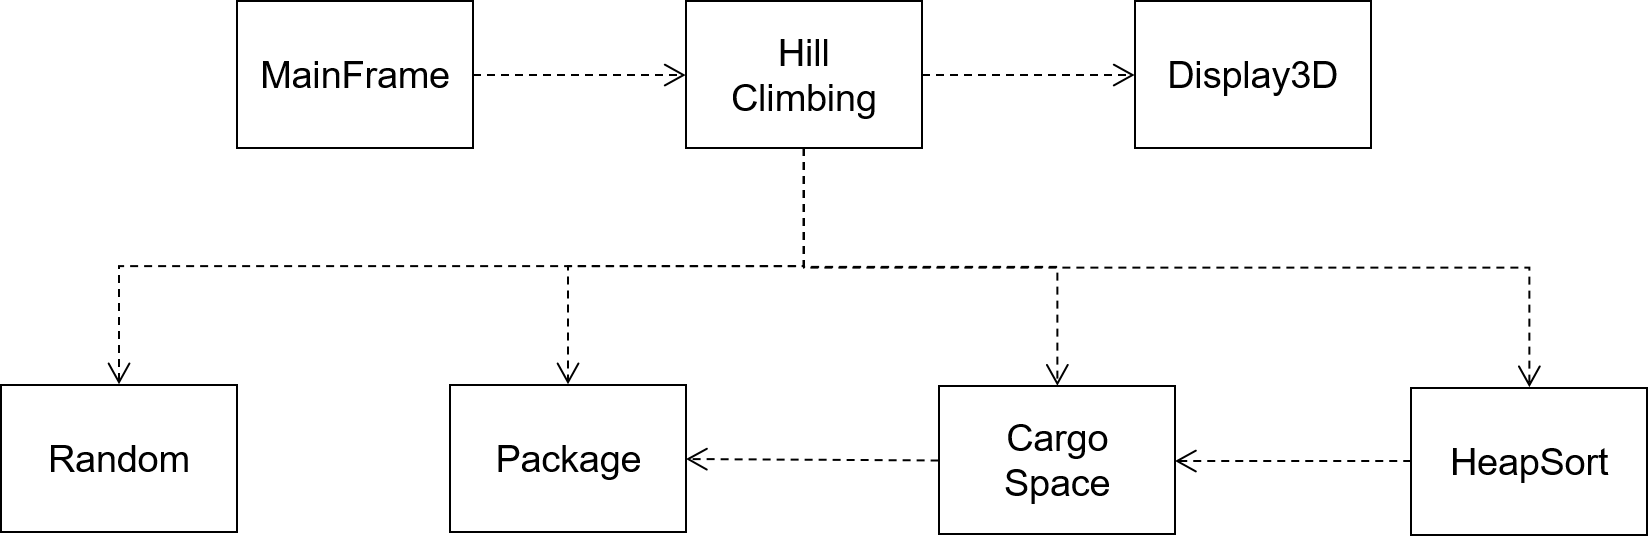 MainFrame
Hill
Climbing
Display3D
Random
Package
Cargo
Space
HeapSort